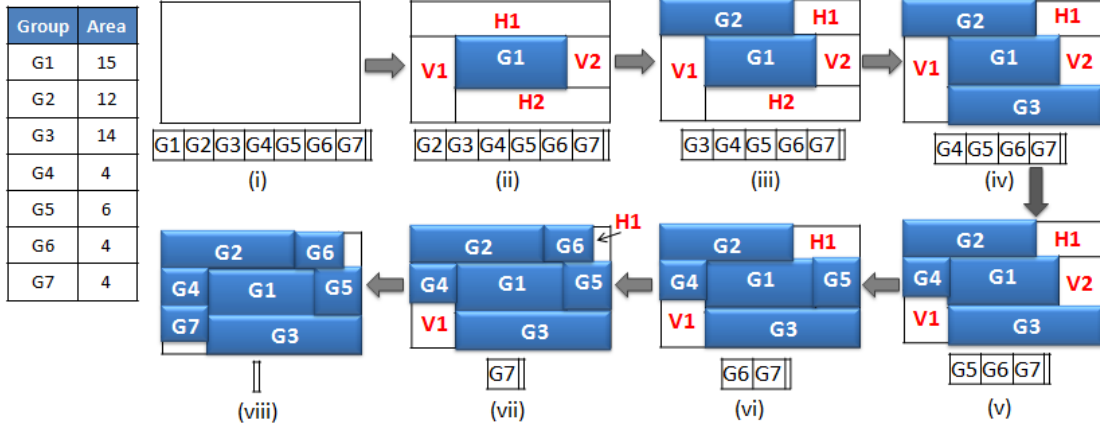 Group Area
G1 15
G2 12
G3 14
G4 4
G5 6
G6 4
G7 4
G1 G2 G3 G4 G5 G6 G7
(i)
H1
V1 G1 V2
H2
G2 G3 G4 G5 G6 G7
(ii)
G2 H1
V1 G1 V2
H2
G3 G4 G5 G6 G7
(iii)
G2 H1
V1 G1 V2
G3
G4 G5 G6 G7
(iv)
G2 H1
G4 G1 V2
V1 G3
G5 G6 G7
(v)
G2 H1
G4 G1 G5
V1 G3
G6 G7
(vi)
H1
G2 G6
G4 G1 G5
V1 G3
G7
(vii)
G2 G6
G4 G1 G5
G7 G3
(viii)